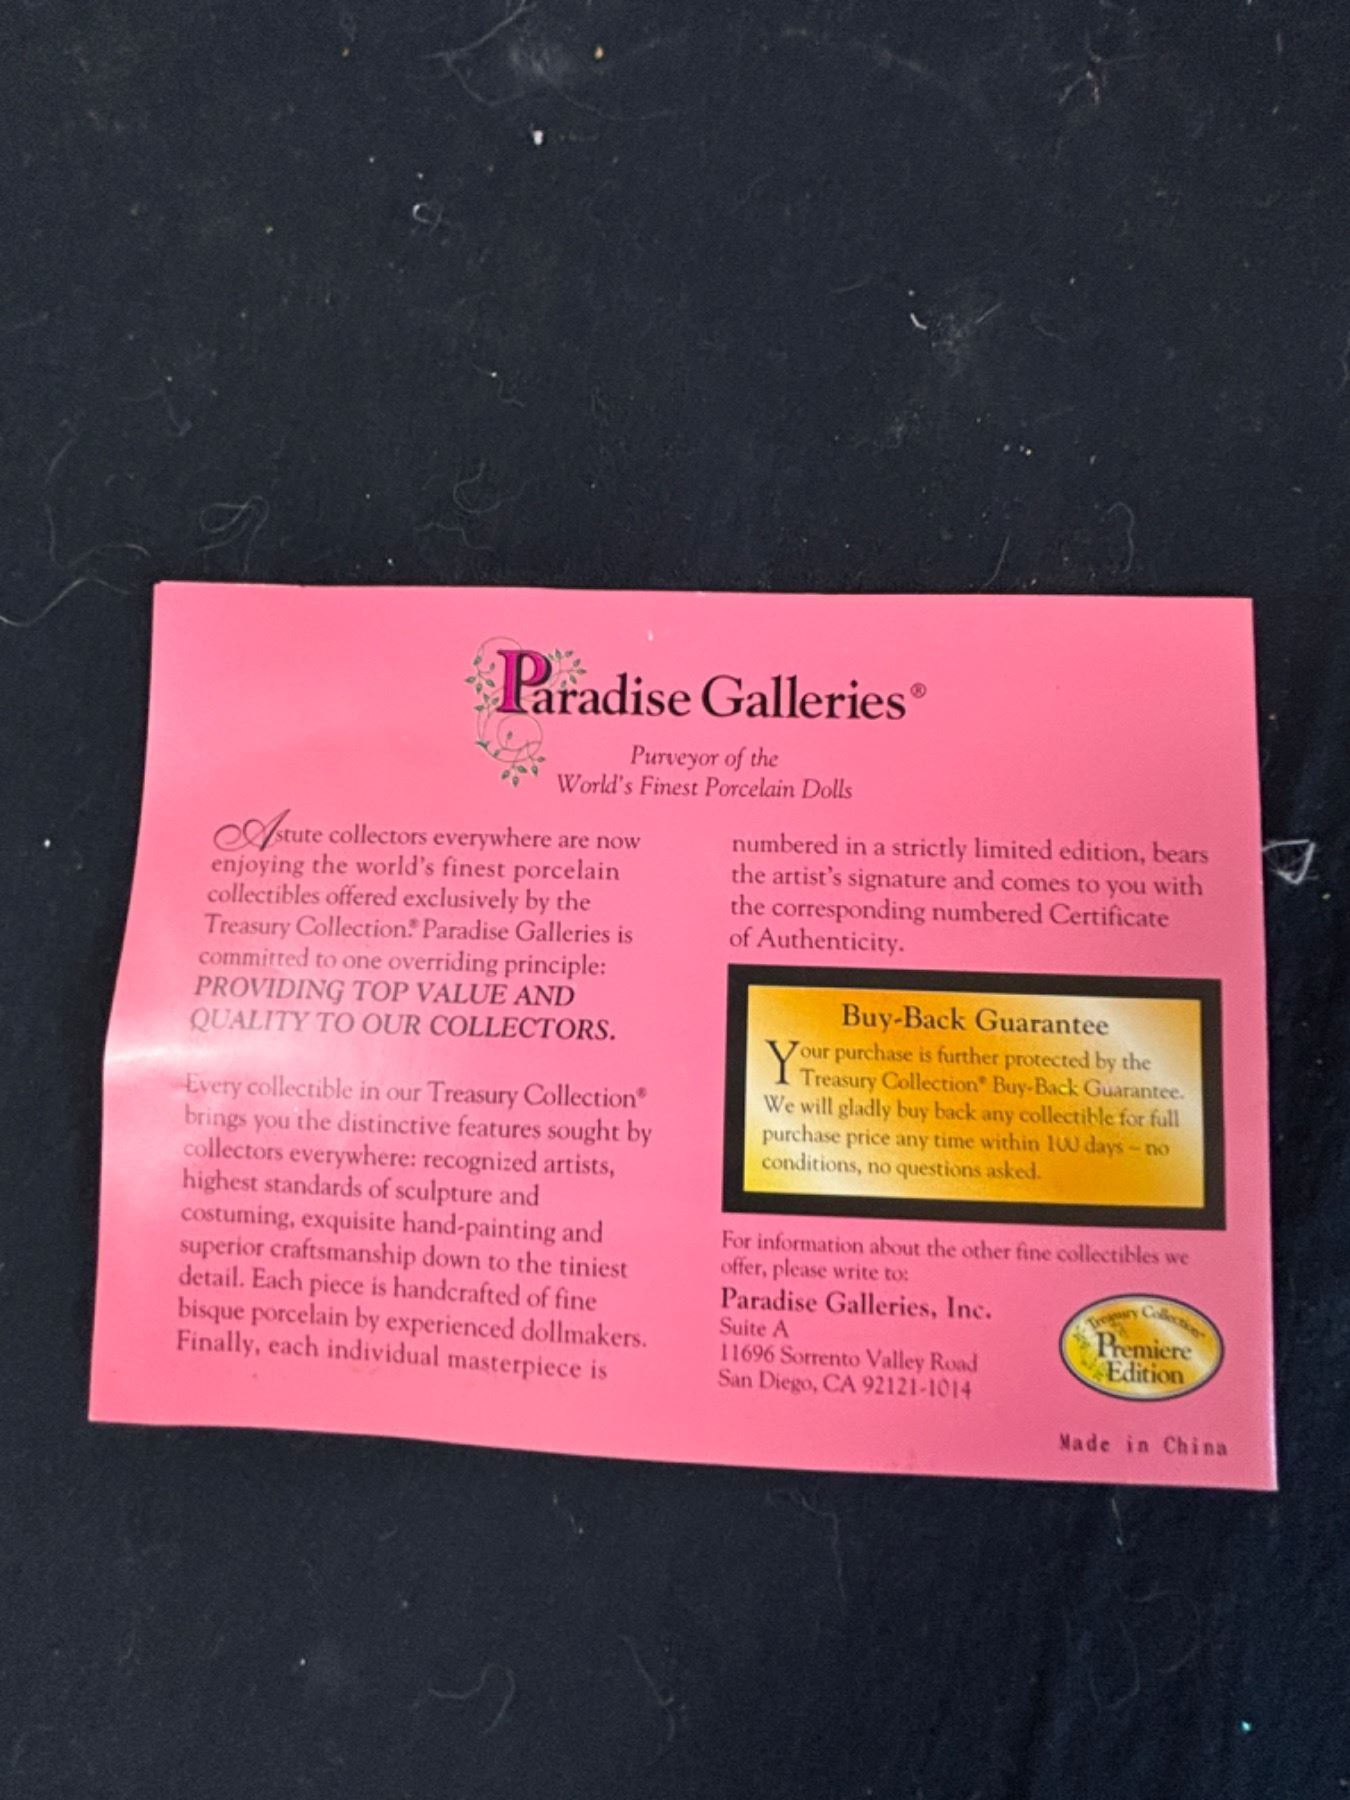 Paradise Galleries®
Purveyor of the
World's Finest Porcelain Dolls
Astute collectors everywhere are now
enjoying the world's finest porcelain
collectibles offered exclusively by the
Treasury Collection.® Paradise Galleries is
committed to one overriding principle:
PROVIDING TOP VALUE AND
QUALITY TO OUR COLLECTORS.
Every collectible in our Treasury Collection®
brings you the distinctive features sought by
collectors everywhere: recognized artists,
highest standards of sculpture and
costuming, exquisite hand-painting and
superior craftsmanship down to the tiniest
detail. Each piece is handcrafted of fine
bisque porcelain by experienced dollmakers.
Finally, each individual masterpiece is
numbered in a strictly limited edition, bears
the artist's signature and comes to you with
the corresponding numbered Certificate
of Authenticity.
Buy-Back Guarantee
Your purchase is further protected by the
Treasury Collection® Buy-Back Guarantee.
We will gladly buy back any collectible for full
purchase price any time within 100 days – no
conditions, no questions asked.
For information about the other fine collectibles we
offer, please write to:
Paradise Galleries, Inc.
Suite A
11696 Sorrento Valley Road
San Diego, CA 92121-1014
Treasury Collection®
Premiere
Edition
Made in China